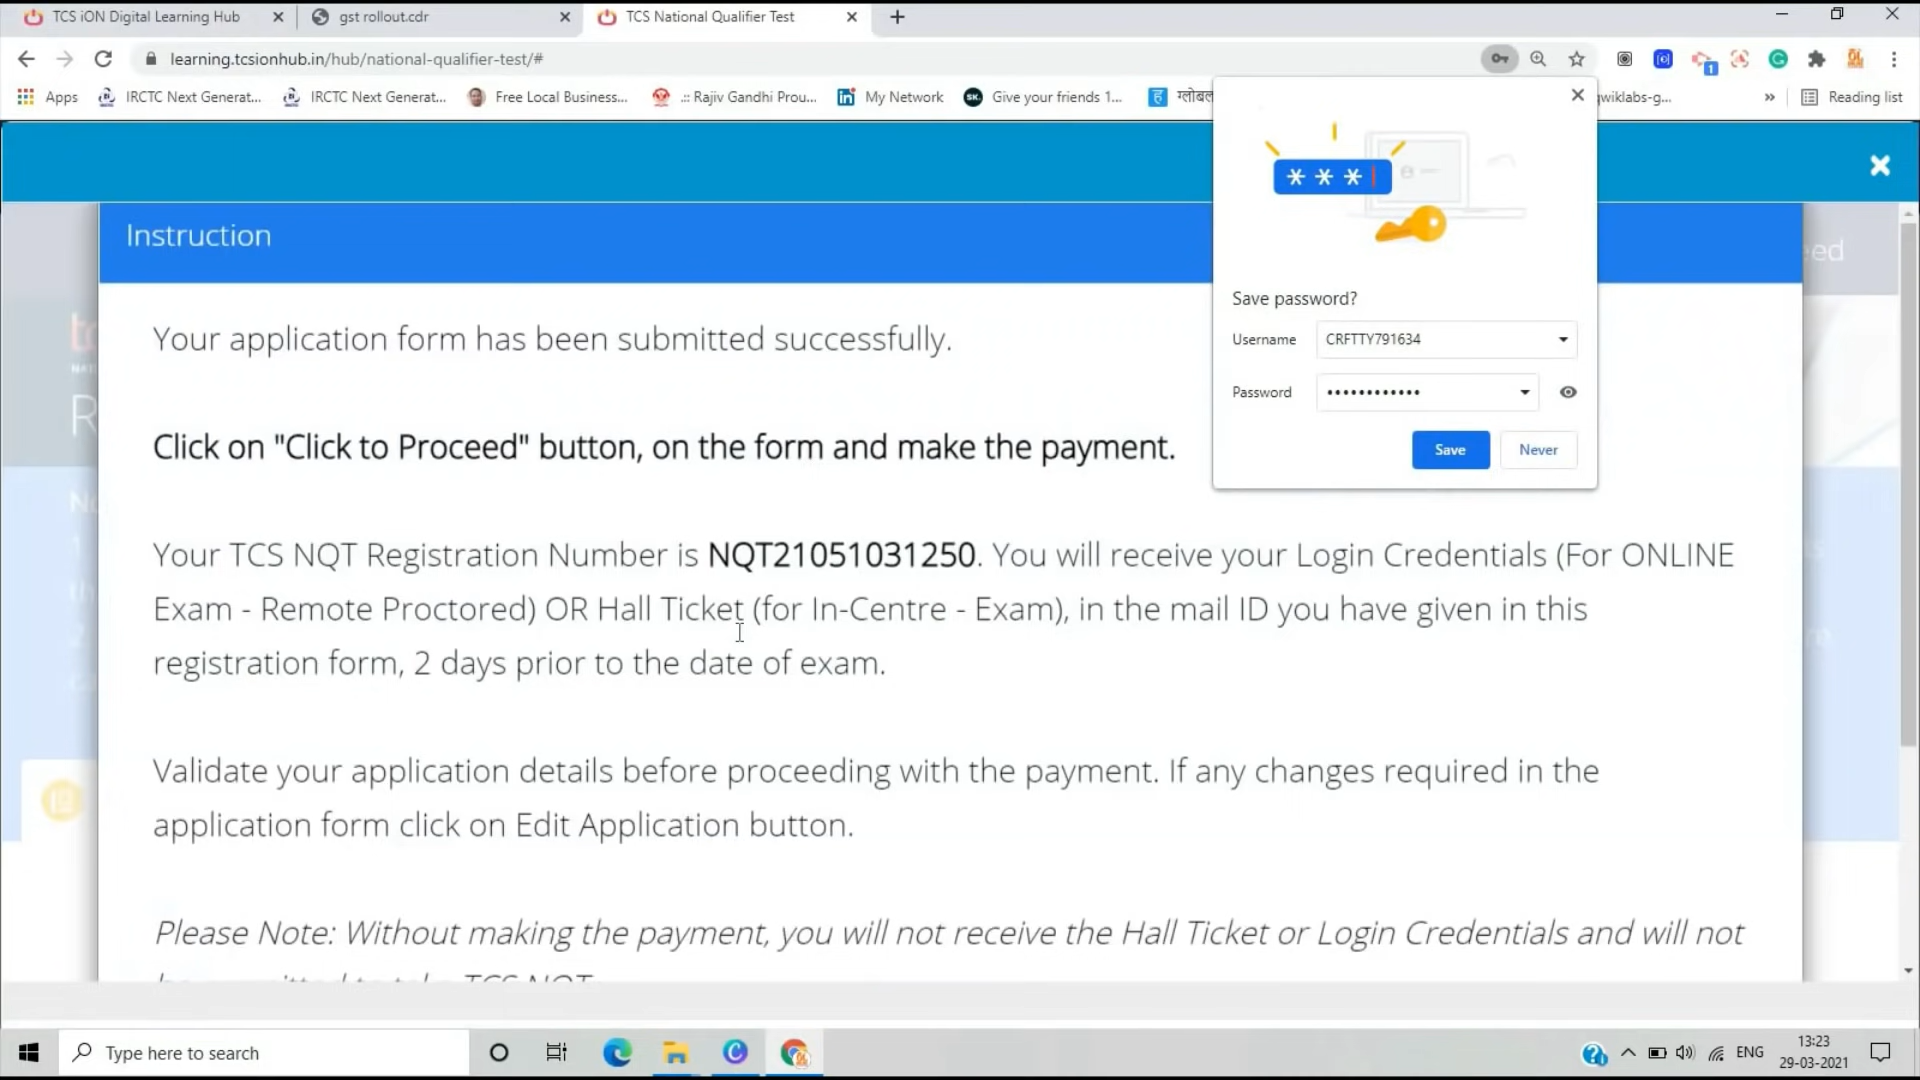 TCS iON Digital Learning Hub
gst rollout.cdr
TCS National Qualifier Test
learning.tcsionhub.in/hub/national-qualifier-test/#
Apps
IRCTC Next Generat...
IRCTC Next Generat...
Free Local Business...
.:: Rajiv Gandhi Prou...
in
My Network
SK.
Give your friends 1...
ह
ग्लोबल
qwiklabs-g...
»
Reading list
1
Instruction
eed
* * *
Save password?
Username
CRFTTY791634
Password
••••••••••••
Save
Never
Your application form has been submitted successfully.
Click on "Click to Proceed" button, on the form and make the payment.
Your TCS NQT Registration Number is NQT21051031250. You will receive your Login Credentials (For ONLINE
Exam - Remote Proctored) OR Hall Ticket (for In-Centre - Exam), in the mail ID you have given in this
registration form, 2 days prior to the date of exam.
Validate your application details before proceeding with the payment. If any changes required in the
application form click on Edit Application button.
Please Note: Without making the payment, you will not receive the Hall Ticket or Login Credentials and will not
Type here to search
ENG
13:23
29-03-2021